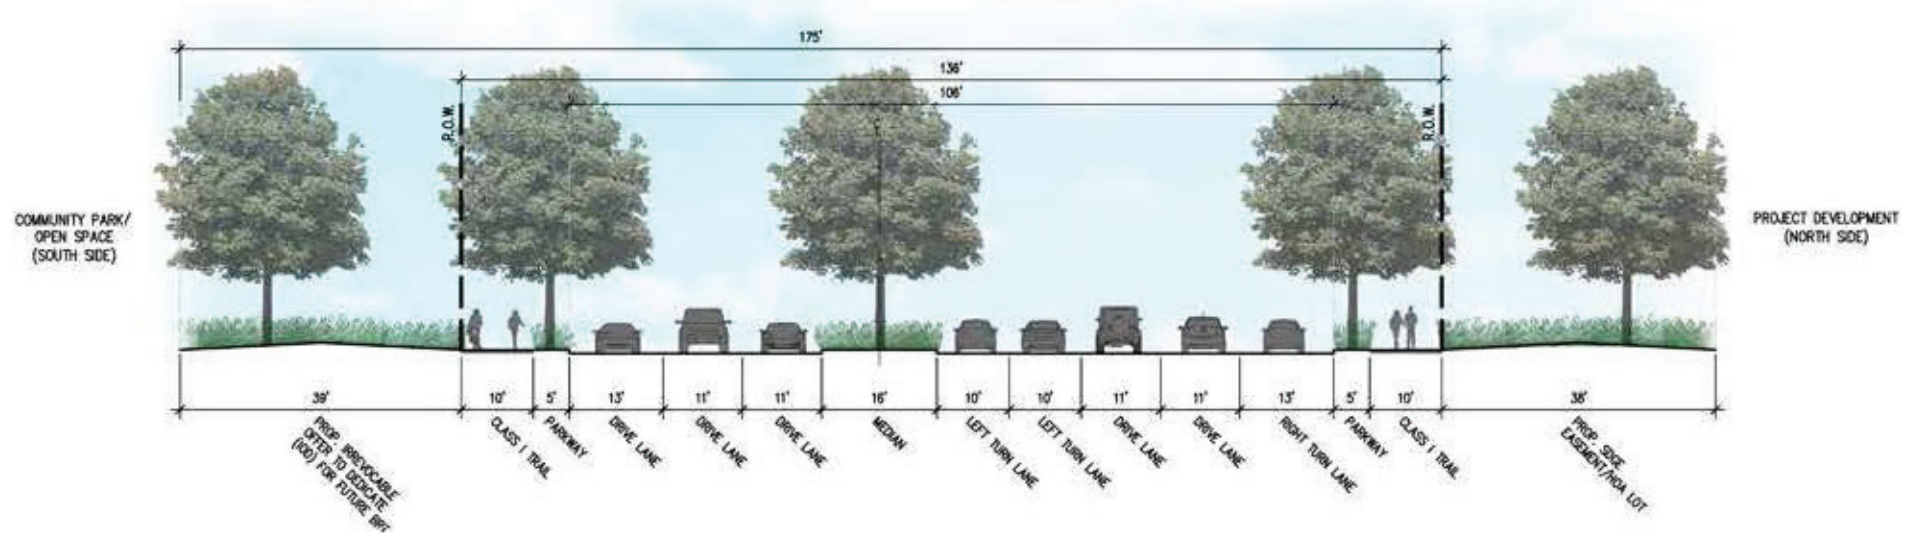 175'
136'
106'
R.O.W.
R.O.W.
COMMUNITY PARK/
OPEN SPACE
(SOUTH SIDE)
PROJECT DEVELOPMENT
(NORTH SIDE)
39'
10'
5'
13'
11'
11'
16'
10'
10'
11'
11'
13'
5'
10'
38'
PROP. IRREVOCABLE
OFFER TO DEDICATE
(IOD) FOR FUTURE BRT
CLASS I TRAIL
PARKWAY
DRIVE LANE
DRIVE LANE
DRIVE LANE
MEDIAN
LEFT TURN LANE
LEFT TURN LANE
DRIVE LANE
DRIVE LANE
RIGHT TURN LANE
PARKWAY
CLASS I TRAIL
PROP. SDGE
EASEMENT/HOA LOT